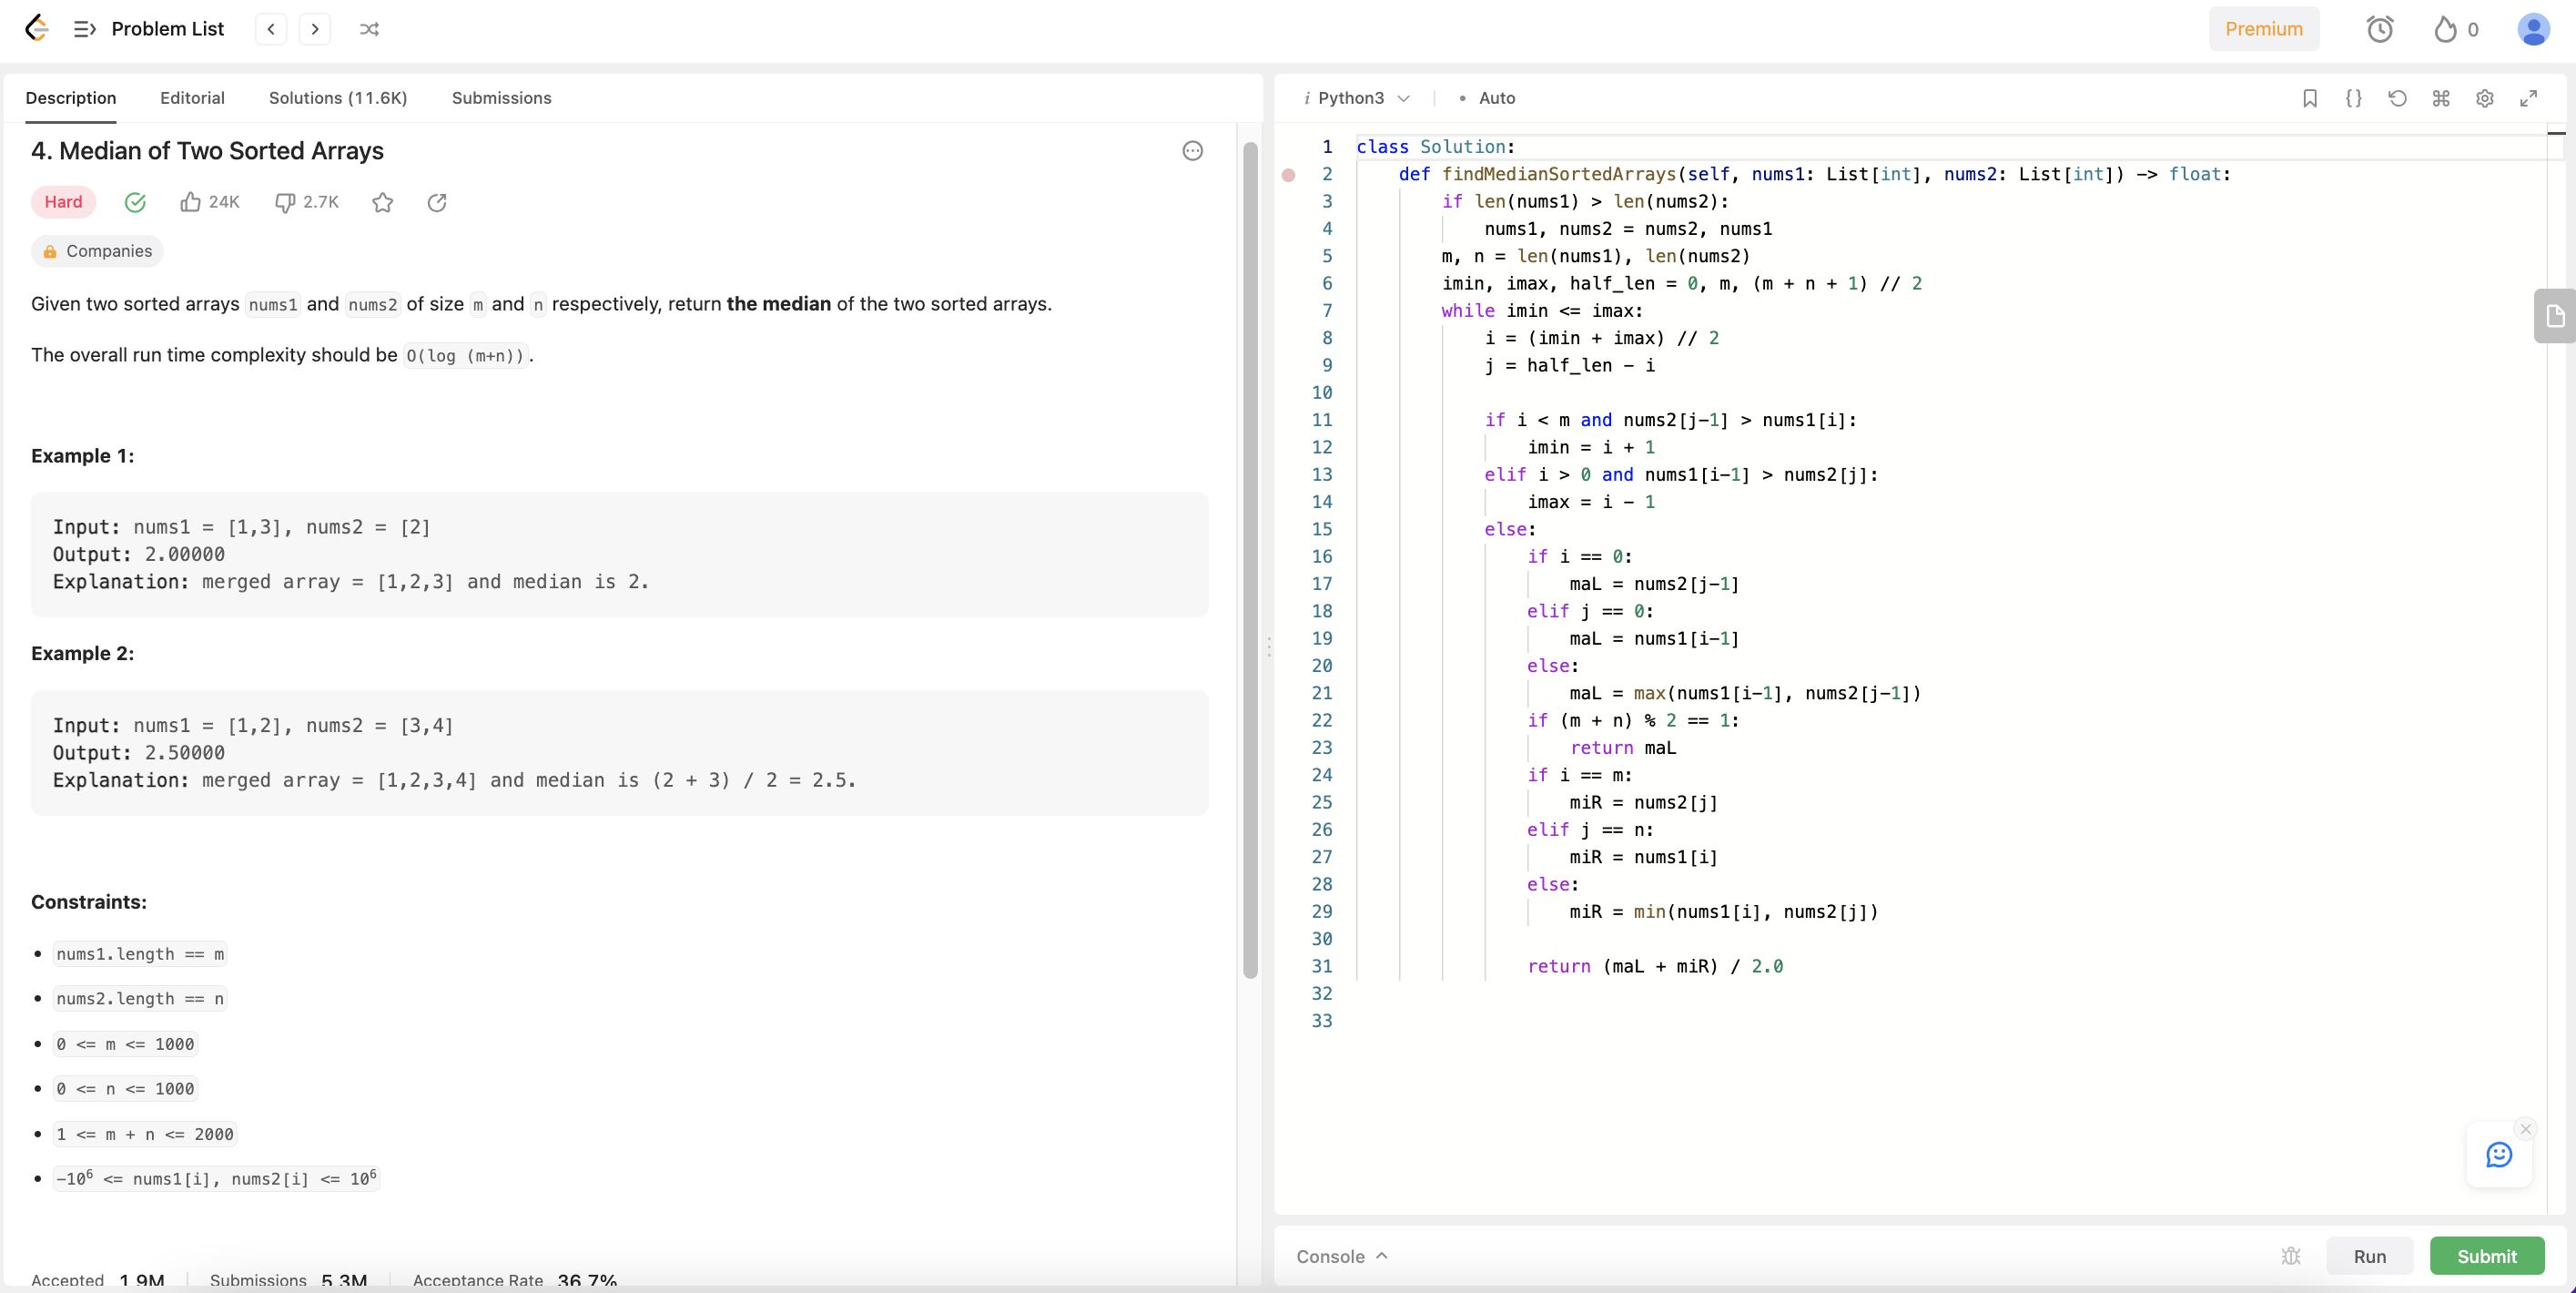 Problem List
Premium
0
Description Editorial Solutions (11.6K) Submissions
4. Median of Two Sorted Arrays
Hard 24K 2.7K
Companies
Given two sorted arrays nums1 and nums2 of size m and n respectively, return the median of the two sorted arrays.
The overall run time complexity should be O(log (m+n)).
Example 1:
Input: nums1 = [1,3], nums2 = [2]
Output: 2.00000
Explanation: merged array = [1,2,3] and median is 2.
Example 2:
Input: nums1 = [1,2], nums2 = [3,4]
Output: 2.50000
Explanation: merged array = [1,2,3,4] and median is (2 + 3) / 2 = 2.5.
Constraints:
• nums1.length == m
• nums2.length == n
• 0 <= m <= 1000
• 0 <= n <= 1000
• 1 <= m + n <= 2000
• -10⁶ <= nums1[i], nums2[i] <= 10⁶
Accepted 1.9M Submissions 5.3M Acceptance Rate 36.7%
i Python3 • Auto
1 class Solution:
2     def findMedianSortedArrays(self, nums1: List[int], nums2: List[int]) -> float:
3         if len(nums1) > len(nums2):
4             nums1, nums2 = nums2, nums1
5         m, n = len(nums1), len(nums2)
6         imin, imax, half_len = 0, m, (m + n + 1) // 2
7         while imin <= imax:
8             i = (imin + imax) // 2
9             j = half_len - i
10
11             if i < m and nums2[j-1] > nums1[i]:
12                 imin = i + 1
13             elif i > 0 and nums1[i-1] > nums2[j]:
14                 imax = i - 1
15             else:
16                 if i == 0:
17                     maL = nums2[j-1]
18                 elif j == 0:
19                     maL = nums1[i-1]
20                 else:
21                     maL = max(nums1[i-1], nums2[j-1])
22                 if (m + n) % 2 == 1:
23                     return maL
24                 if i == m:
25                     miR = nums2[j]
26                 elif j == n:
27                     miR = nums1[i]
28                 else:
29                     miR = min(nums1[i], nums2[j])
30
31                 return (maL + miR) / 2.0
32
33
Console
Run
Submit